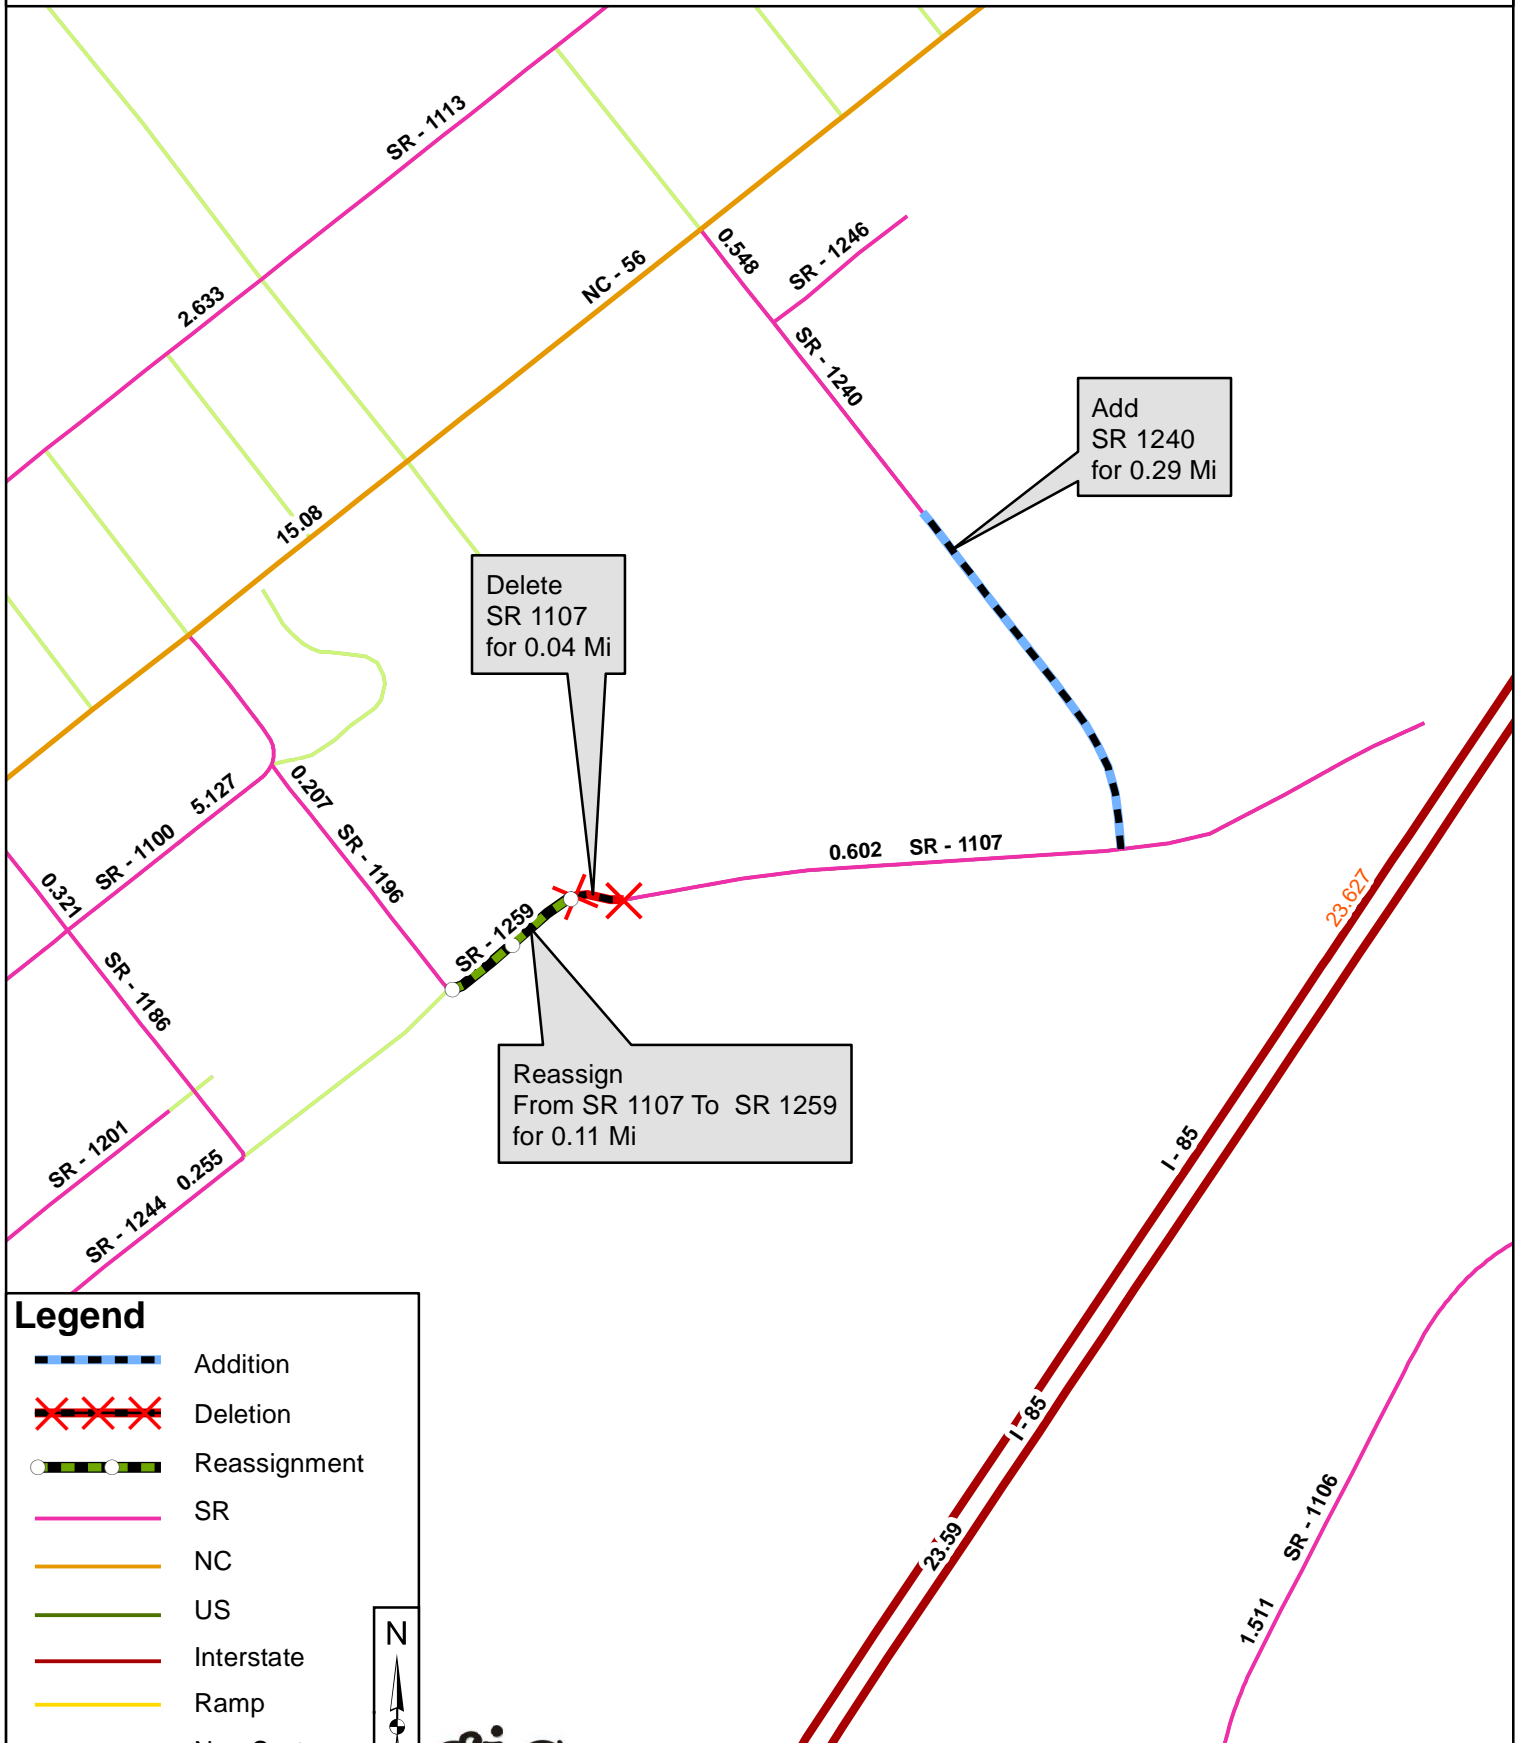 SR - 1113
2.633
NC - 56
0.548
SR - 1246
SR - 1240
Add
SR 1240
for 0.29 Mi
15.08
Delete
SR 1107
for 0.04 Mi
5.127
SR - 1100
0.207
SR - 1196
0.602 SR - 1107
0.321
SR - 1186
SR - 1259
23.627
Reassign
From SR 1107 To SR 1259
for 0.11 Mi
SR - 1201
0.255
SR - 1244
I - 85
I - 85
23.59
SR - 1106
1.511
Legend
Addition
Deletion
Reassignment
SR
NC
US
Interstate
Ramp
N